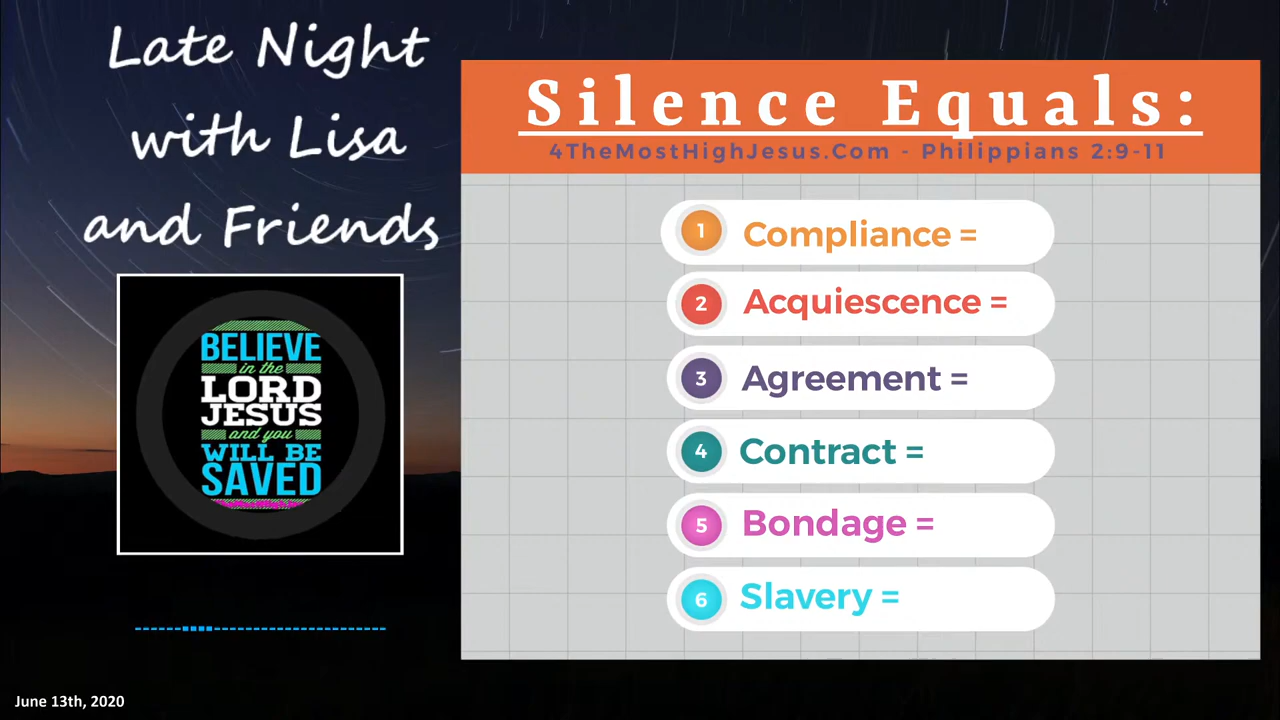 Late Night
with Lisa
and Friends
BELIEVE
in the
LORD
JESUS
and you
WILL BE
SAVED
June 13th, 2020
Silence Equals:
4TheMostHighJesus.Com - Philippians 2:9-11
1 Compliance =
2 Acquiescence =
3 Agreement =
4 Contract =
5 Bondage =
6 Slavery =